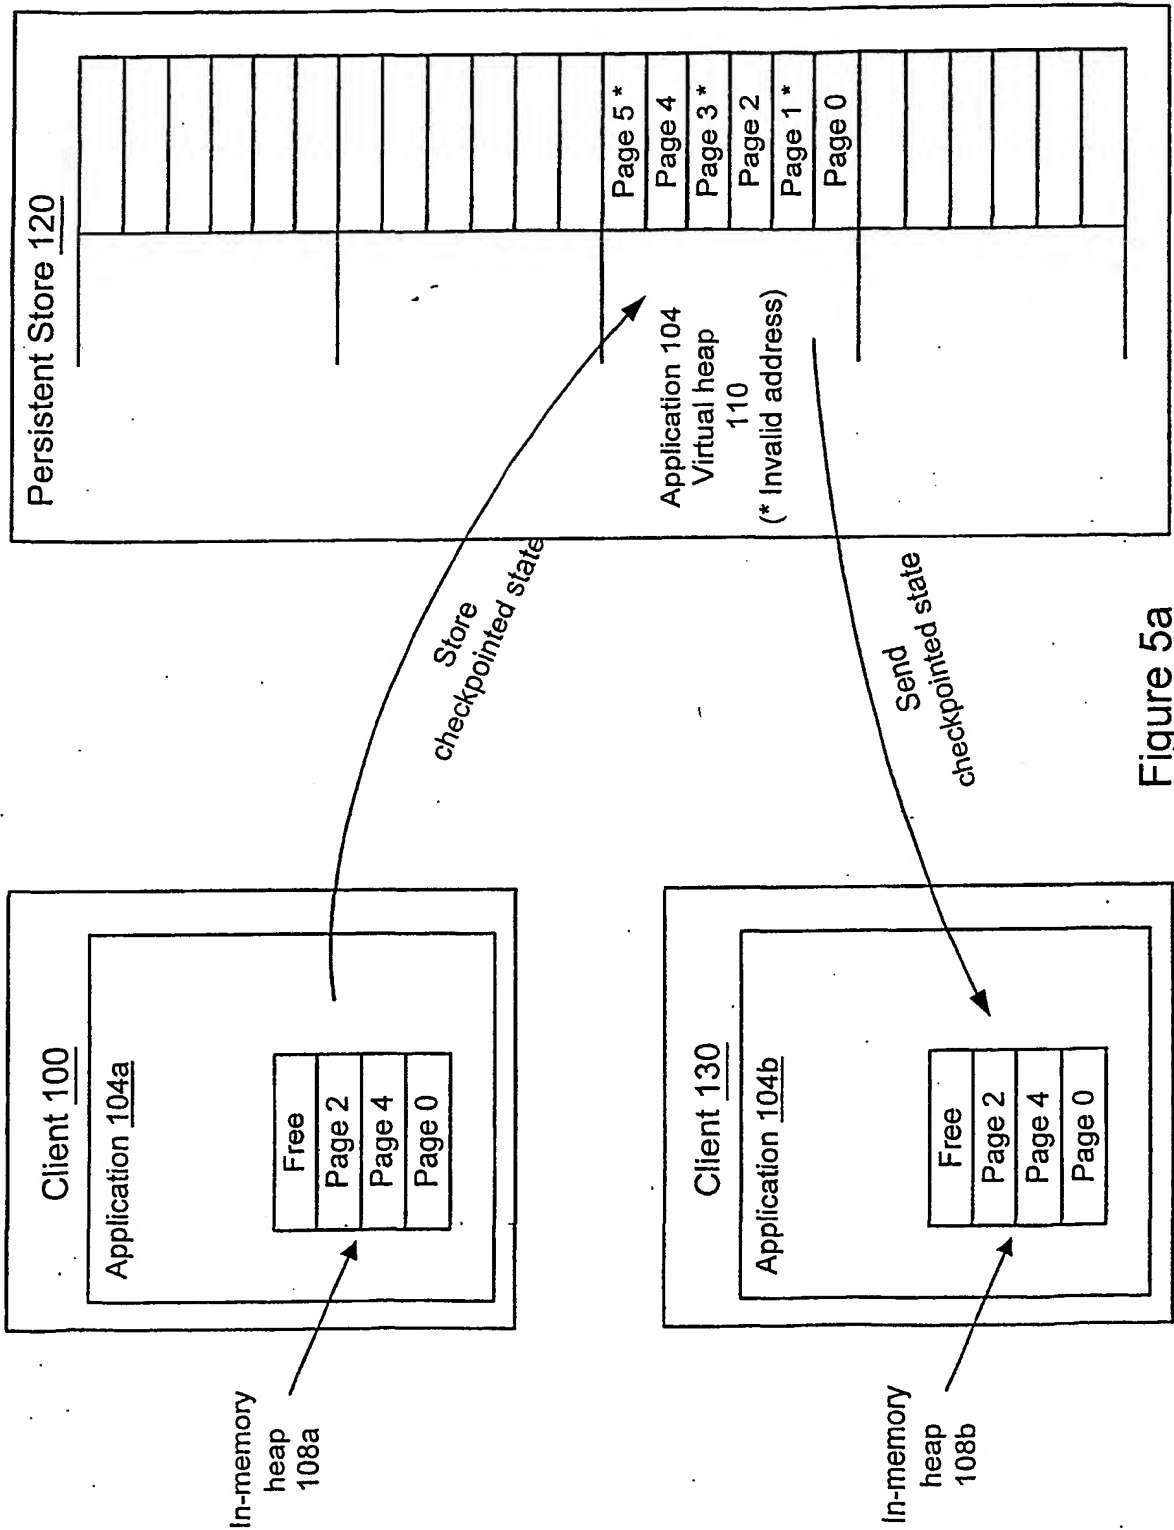 Client 100
Application 104a
Free
Page 2
Page 4
Page 0
In-memory
heap
108a
Store
checkpointed state
Persistent Store 120
Page 5 *
Page 4
Page 3 *
Page 2
Page 1 *
Page 0
Application 104
Virtual heap
110
(* Invalid address)
Send
checkpointed state
Client 130
Application 104b
Free
Page 2
Page 4
Page 0
In-memory
heap
108b
Figure 5a